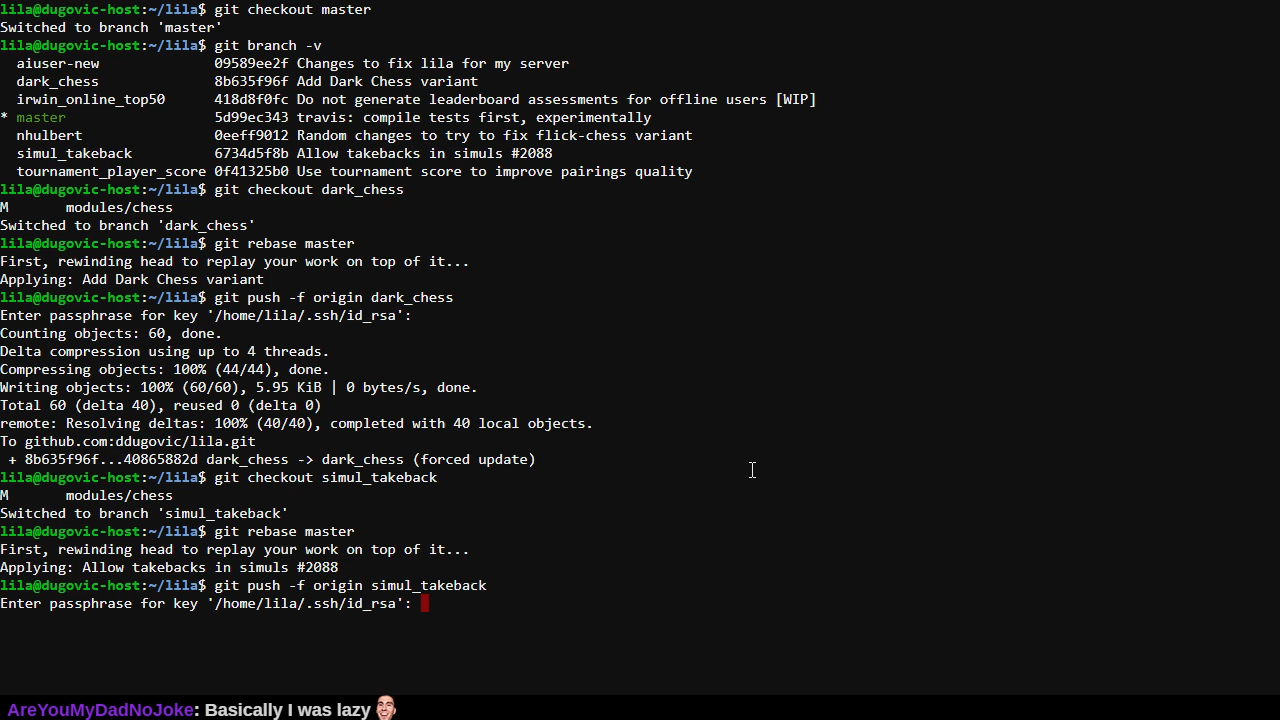 lila@dugovic-host:~/lila$ git checkout master
Switched to branch 'master'
lila@dugovic-host:~/lila$ git branch -v
  aiuser-new              09589ee2f Changes to fix lila for my server
  dark_chess              8b635f96f Add Dark Chess variant
  irwin_online_top50      418d8f0fc Do not generate leaderboard assessments for offline users [WIP]
* master                  5d99ec343 travis: compile tests first, experimentally
  nhulbert                0eeff9012 Random changes to try to fix flick-chess variant
  simul_takeback          6734d5f8b Allow takebacks in simuls #2088
  tournament_player_score 0f41325b0 Use tournament score to improve pairings quality
lila@dugovic-host:~/lila$ git checkout dark_chess
M       modules/chess
Switched to branch 'dark_chess'
lila@dugovic-host:~/lila$ git rebase master
First, rewinding head to replay your work on top of it...
Applying: Add Dark Chess variant
lila@dugovic-host:~/lila$ git push -f origin dark_chess
Enter passphrase for key '/home/lila/.ssh/id_rsa':
Counting objects: 60, done.
Delta compression using up to 4 threads.
Compressing objects: 100% (44/44), done.
Writing objects: 100% (60/60), 5.95 KiB | 0 bytes/s, done.
Total 60 (delta 40), reused 0 (delta 0)
remote: Resolving deltas: 100% (40/40), completed with 40 local objects.
To github.com:ddugovic/lila.git
 + 8b635f96f...40865882d dark_chess -> dark_chess (forced update)
lila@dugovic-host:~/lila$ git checkout simul_takeback
M       modules/chess
Switched to branch 'simul_takeback'
lila@dugovic-host:~/lila$ git rebase master
First, rewinding head to replay your work on top of it...
Applying: Allow takebacks in simuls #2088
lila@dugovic-host:~/lila$ git push -f origin simul_takeback
Enter passphrase for key '/home/lila/.ssh/id_rsa':
AreYouMyDadNoJoke: Basically I was lazy